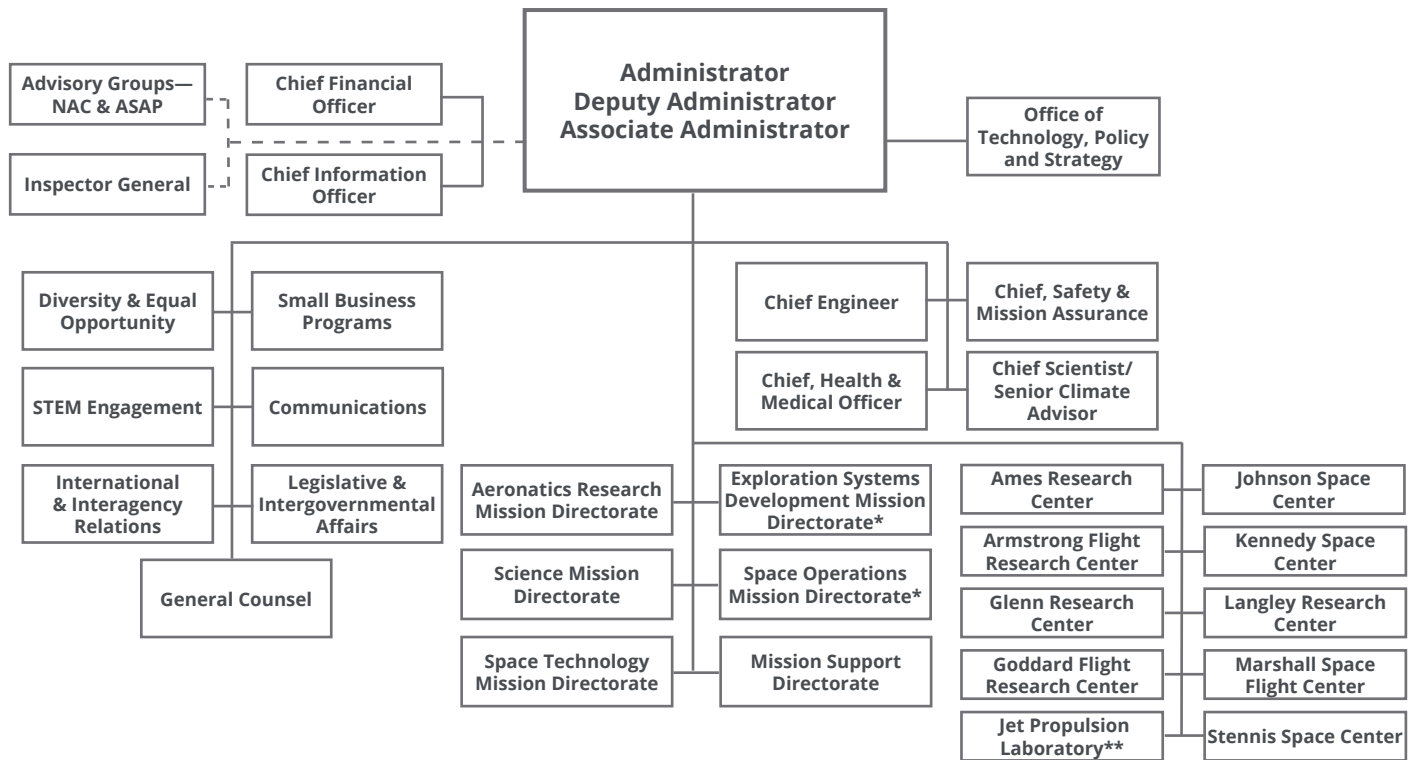 Administrator
Deputy Administrator
Associate Administrator
Advisory Groups—
NAC & ASAP
Chief Financial
Officer
Inspector General
Chief Information
Officer
Office of
Technology, Policy
and Strategy
Diversity & Equal
Opportunity
Small Business
Programs
STEM Engagement
Communications
International
& Interagency
Relations
Legislative &
Intergovernmental
Affairs
General Counsel
Chief Engineer
Chief, Safety &
Mission Assurance
Chief, Health &
Medical Officer
Chief Scientist/
Senior Climate
Advisor
Aeronatics Research
Mission Directorate
Exploration Systems
Development Mission
Directorate*
Science Mission
Directorate
Space Operations
Mission Directorate*
Space Technology
Mission Directorate
Mission Support
Directorate
Ames Research
Center
Johnson Space
Center
Armstrong Flight
Research Center
Kennedy Space
Center
Glenn Research
Center
Langley Research
Center
Goddard Flight
Research Center
Marshall Space
Flight Center
Jet Propulsion
Laboratory**
Stennis Space Center